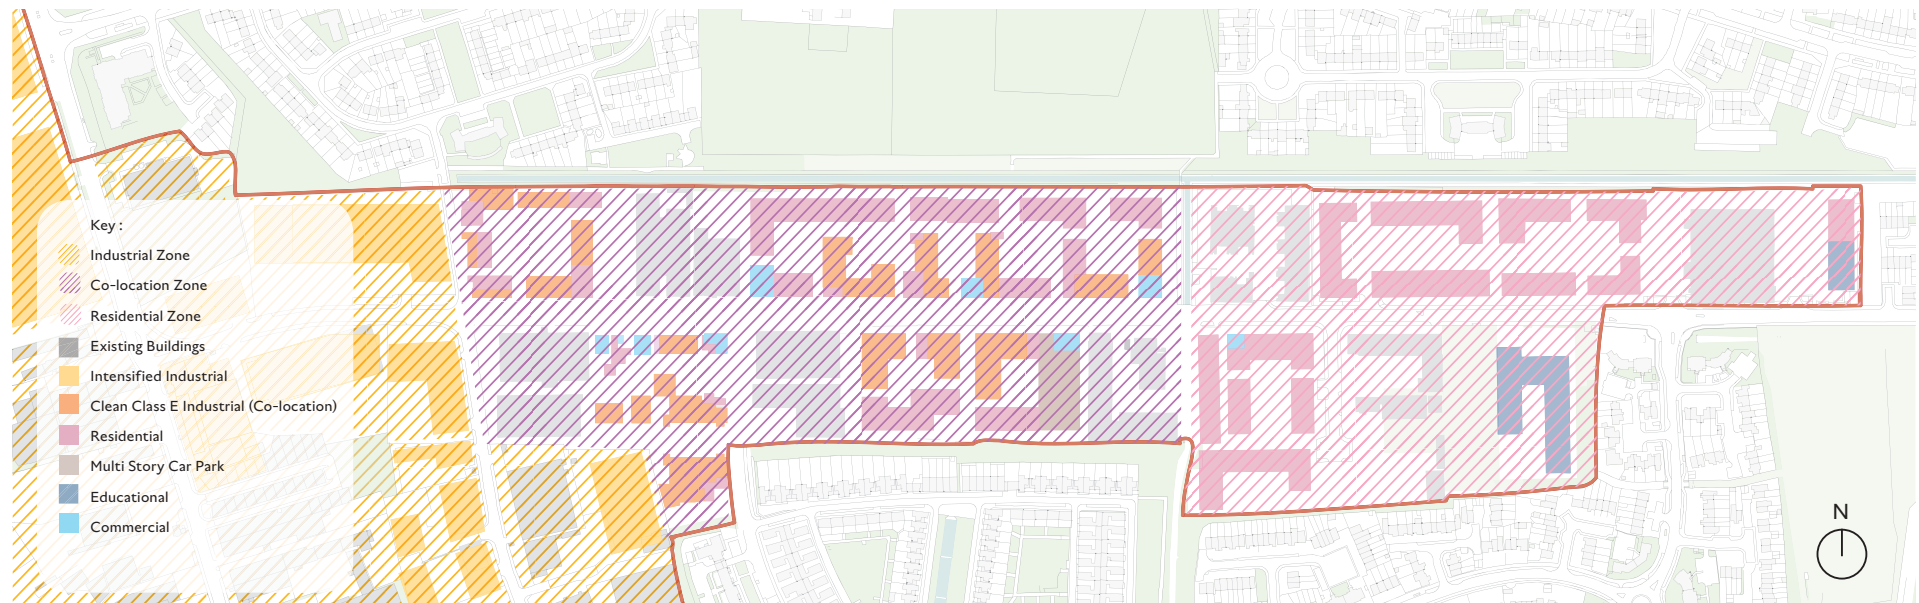 Key :
Industrial Zone
Co-location Zone
Residential Zone
Existing Buildings
Intensified Industrial
Clean Class E Industrial (Co-location)
Residential
Multi Story Car Park
Educational
Commercial
N